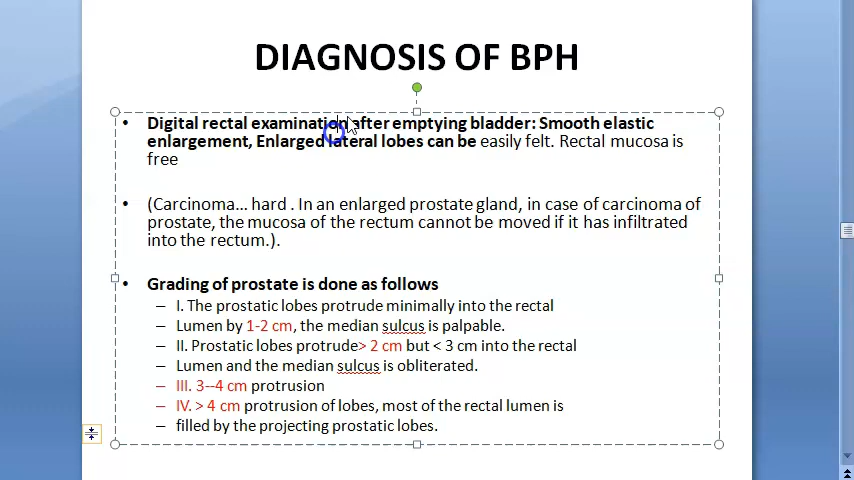 DIAGNOSIS OF BPH
• Digital rectal examination after emptying bladder: Smooth elastic
enlargement, Enlarged lateral lobes can be easily felt. Rectal mucosa is
free
• (Carcinoma... hard . In an enlarged prostate gland, in case of carcinoma of
prostate, the mucosa of the rectum cannot be moved if it has infiltrated
into the rectum.).
• Grading of prostate is done as follows
– I. The prostatic lobes protrude minimally into the rectal
– Lumen by 1-2 cm, the median sulcus is palpable.
– II. Prostatic lobes protrude> 2 cm but < 3 cm into the rectal
– Lumen and the median sulcus is obliterated.
– III. 3--4 cm protrusion
– IV. > 4 cm protrusion of lobes, most of the rectal lumen is
– filled by the projecting prostatic lobes.